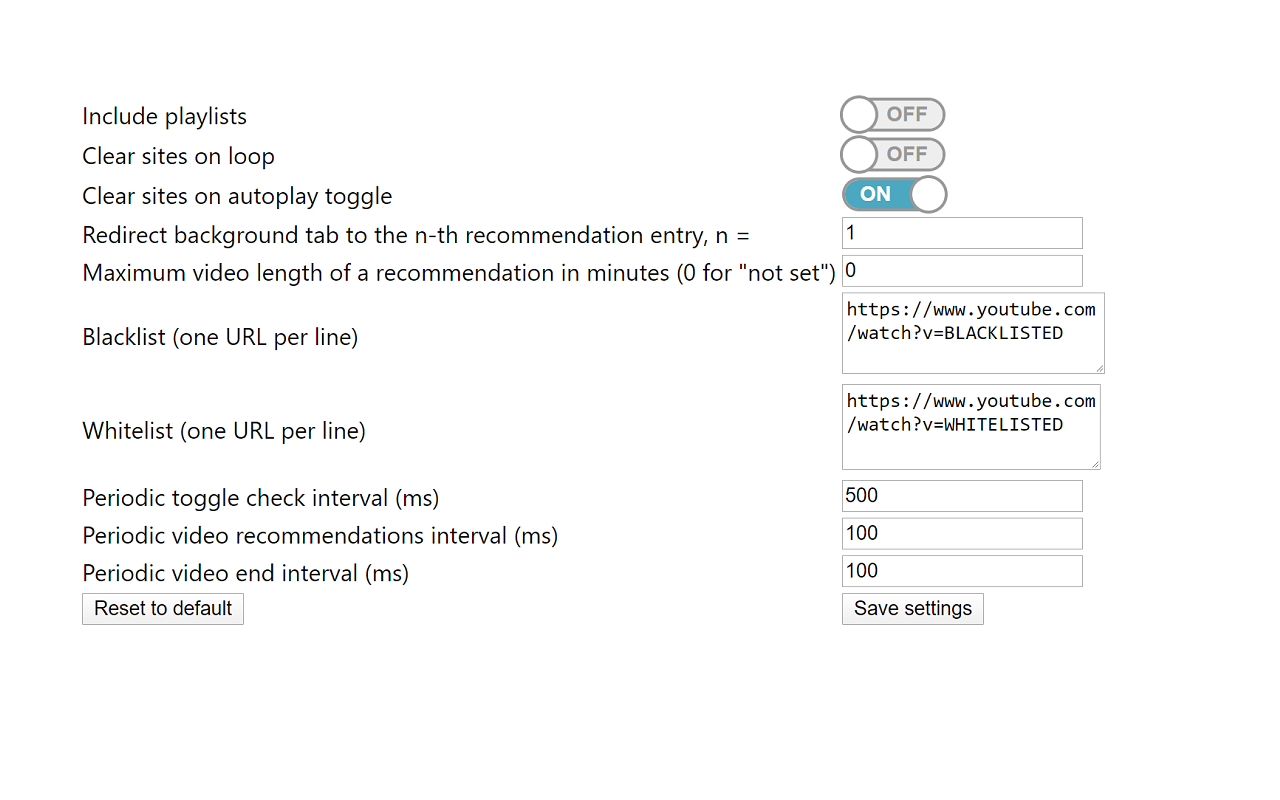 Include playlists OFF
Clear sites on loop OFF
Clear sites on autoplay toggle ON
Redirect background tab to the n-th recommendation entry, n = 1
Maximum video length of a recommendation in minutes (0 for "not set") 0
Blacklist (one URL per line)
https://www.youtube.com
/watch?v=BLACKLISTED
Whitelist (one URL per line)
https://www.youtube.com
/watch?v=WHITELISTED
Periodic toggle check interval (ms) 500
Periodic video recommendations interval (ms) 100
Periodic video end interval (ms) 100
Reset to default Save settings